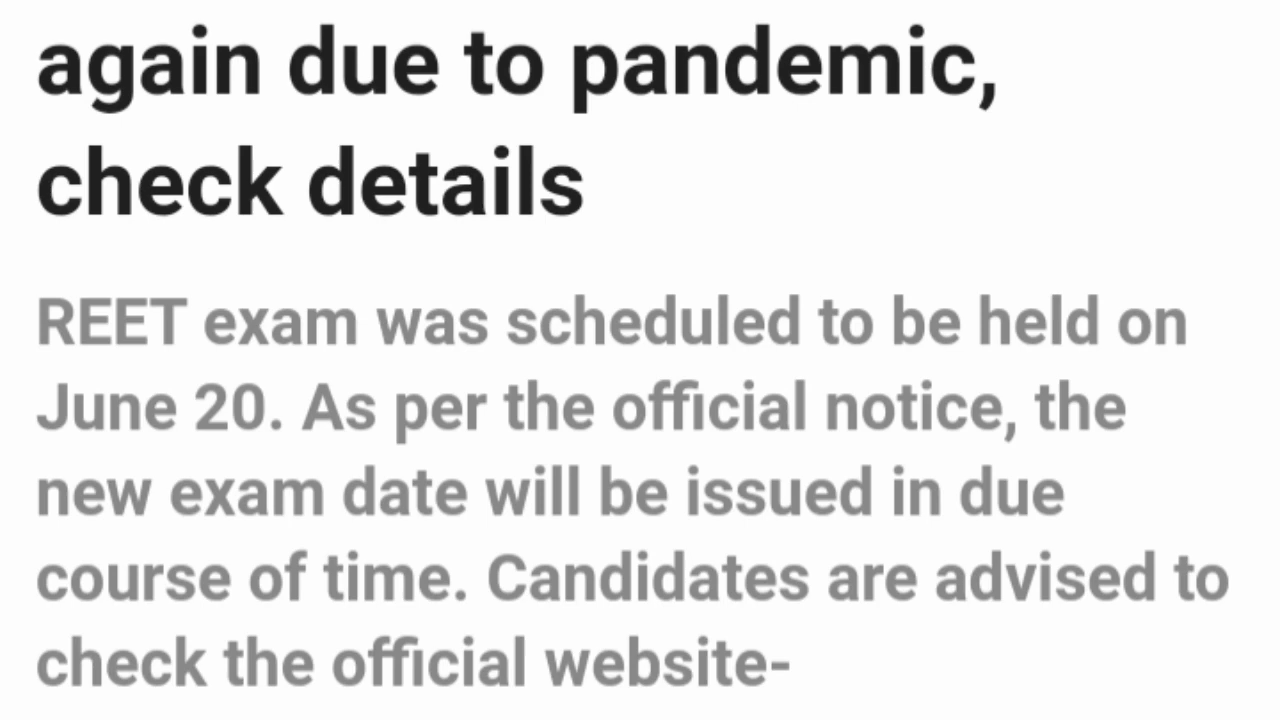 again due to pandemic,
check details
REET exam was scheduled to be held on
June 20. As per the official notice, the
new exam date will be issued in due
course of time. Candidates are advised to
check the official website-